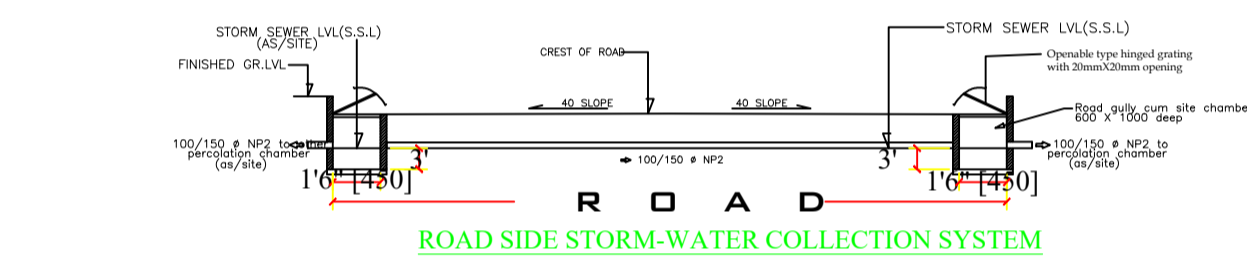 STORM SEWER LVL(S.S.L)
(AS/SITE)
FINISHED GR.LVL
CREST OF ROAD
STORM SEWER LVL(S.S.L)
Openable type hinged grating
with 20mmX20mm opening
40 SLOPE
40 SLOPE
Road gully cum site chambe
600 X 1000 deep
100/150 ø NP2 to
percolation chamber
(as/site)
3'
100/150 ø NP2
3'
100/150 ø NP2 to
percolation chamber
(as/site)
1'6" [450]
1'6" [450]
R O A D
ROAD SIDE STORM-WATER COLLECTION SYSTEM